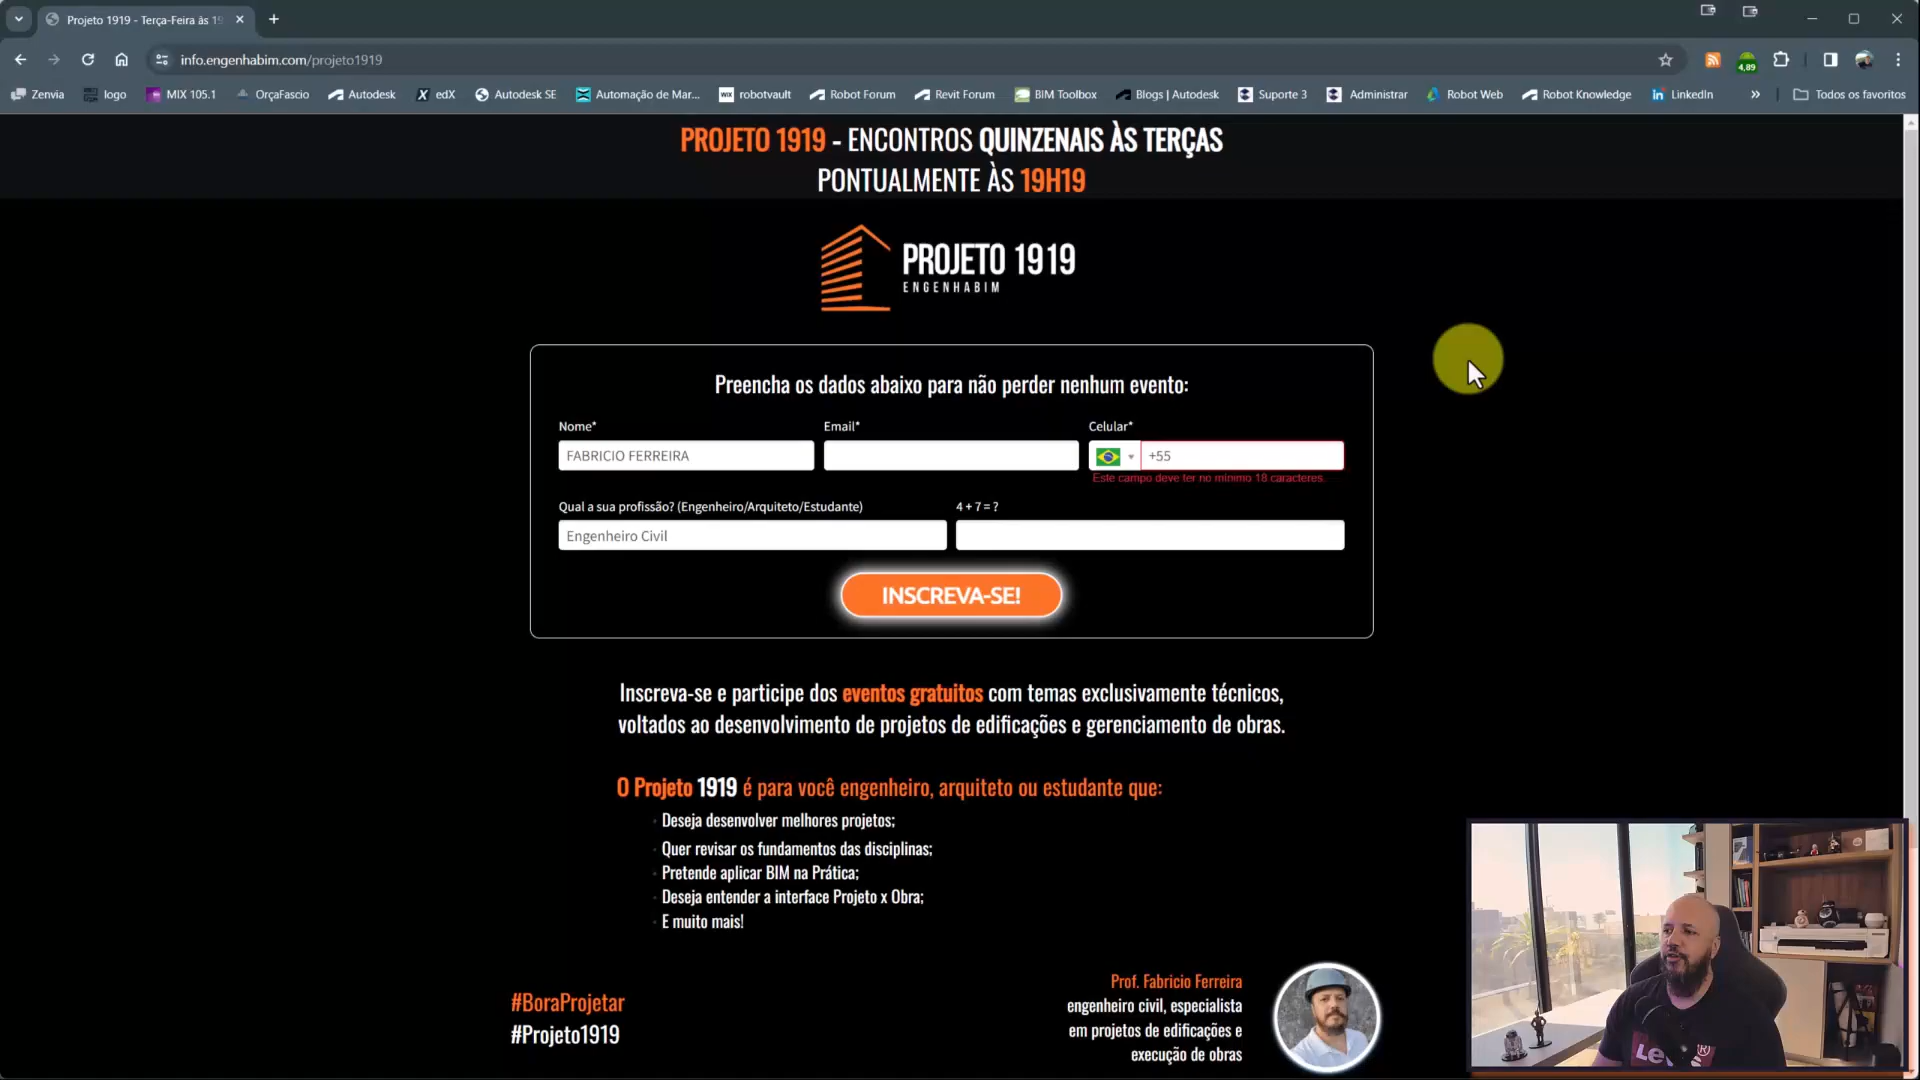 Projeto 1919 - Terça-Feira às 19
info.engenhabim.com/projeto1919
4,89
Zenvia
logo
MIX 105.1
OrçaFascio
Autodesk
edX
Autodesk SE
Automação de Mar...
WIX
robotvault
Robot Forum
Revit Forum
BIM Toolbox
Blogs | Autodesk
Suporte 3
Administrar
Robot Web
Robot Knowledge
LinkedIn
»
Todos os favoritos
PROJETO 1919 - ENCONTROS QUINZENAIS ÀS TERÇAS
PONTUALMENTE ÀS 19H19
PROJETO 1919
ENGENHABIM
Preencha os dados abaixo para não perder nenhum evento:
Nome*
Email*
Celular*
FABRICIO FERREIRA
+55
Este campo deve ter no mínimo 18 caracteres.
Qual a sua profissão? (Engenheiro/Arquiteto/Estudante)
4 + 7 = ?
Engenheiro Civil
INSCREVA-SE!
Inscreva-se e participe dos eventos gratuitos com temas exclusivamente técnicos,
voltados ao desenvolvimento de projetos de edificações e gerenciamento de obras.
O Projeto 1919 é para você engenheiro, arquiteto ou estudante que:
Deseja desenvolver melhores projetos;
Quer revisar os fundamentos das disciplinas;
Pretende aplicar BIM na Prática;
Deseja entender a interface Projeto x Obra;
E muito mais!
#BoraProjetar
#Projeto1919
Prof. Fabricio Ferreira
engenheiro civil, especialista
em projetos de edificações e
execução de obras